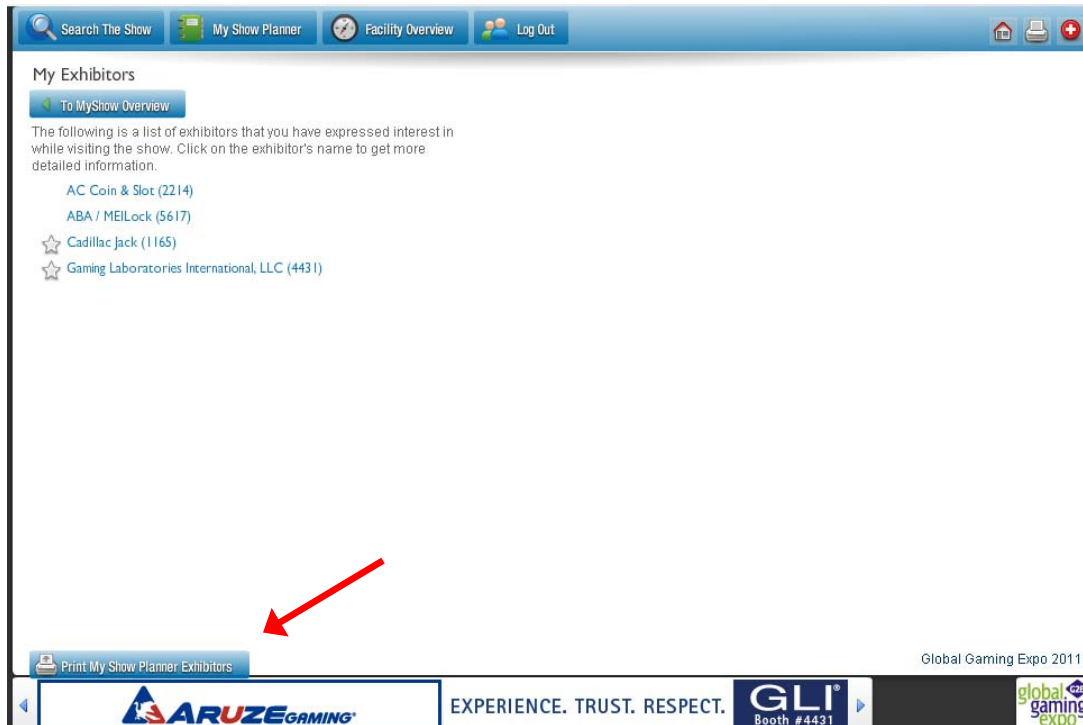 Search The Show
My Show Planner
Facility Overview
Log Out
My Exhibitors
To MyShow Overview
The following is a list of exhibitors that you have expressed interest in
while visiting the show. Click on the exhibitor's name to get more
detailed information.
AC Coin & Slot (2214)
ABA / MEILock (5617)
Cadillac Jack (1165)
Gaming Laboratories International, LLC (4431)
Print My Show Planner Exhibitors
Global Gaming Expo 2011
ARUZE GAMING
EXPERIENCE. TRUST. RESPECT.
GLI®
Booth #4431
global
gaming
expo